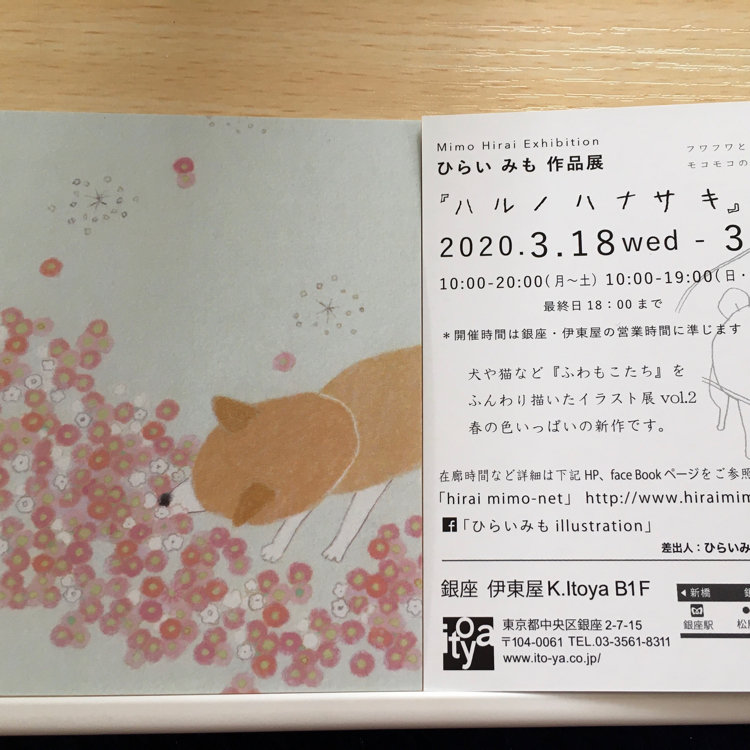 Mimo Hirai Exhibition
ひらい みも 作品展
フワフワと
モコモコの
『ハルノハナサキ』
2020.3.18wed - 3
10:00-20:00(月～土) 10:00-19:00(日・
最終日18：00まで
＊開催時間は銀座・伊東屋の営業時間に準じます
犬や猫など『ふわもこたち』を
ふんわり描いたイラスト展 vol.2
春の色いっぱいの新作です。
在廊時間など詳細は下記HP、face Bookページをご参照
「hirai mimo-net」 http://www.hiraimim
「ひらいみも illustration」
差出人：ひらいみ
銀座 伊東屋 K.Itoya B1F
ito
ya
東京都中央区銀座2-7-15
〒104-0061 TEL.03-3561-8311
www.ito-ya.co.jp/
新橋
銀座駅